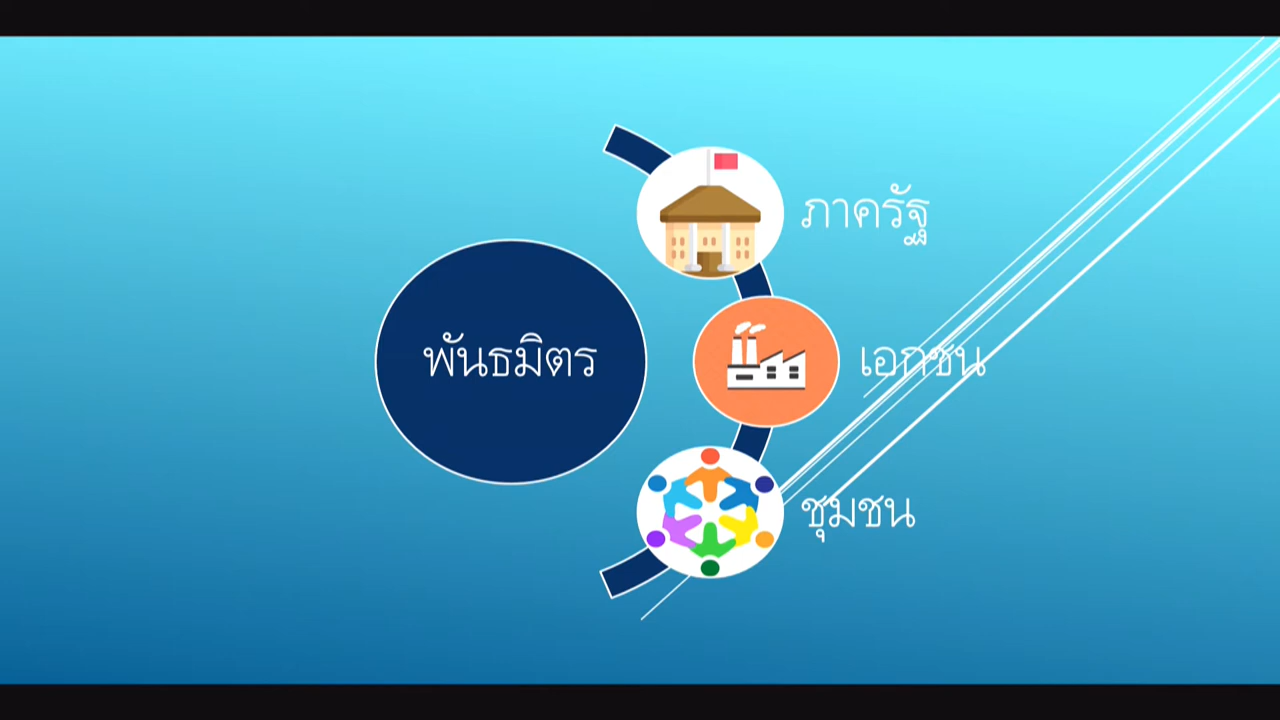 พันธมิตร
ภาครัฐ
เอกชน
ชุมชน